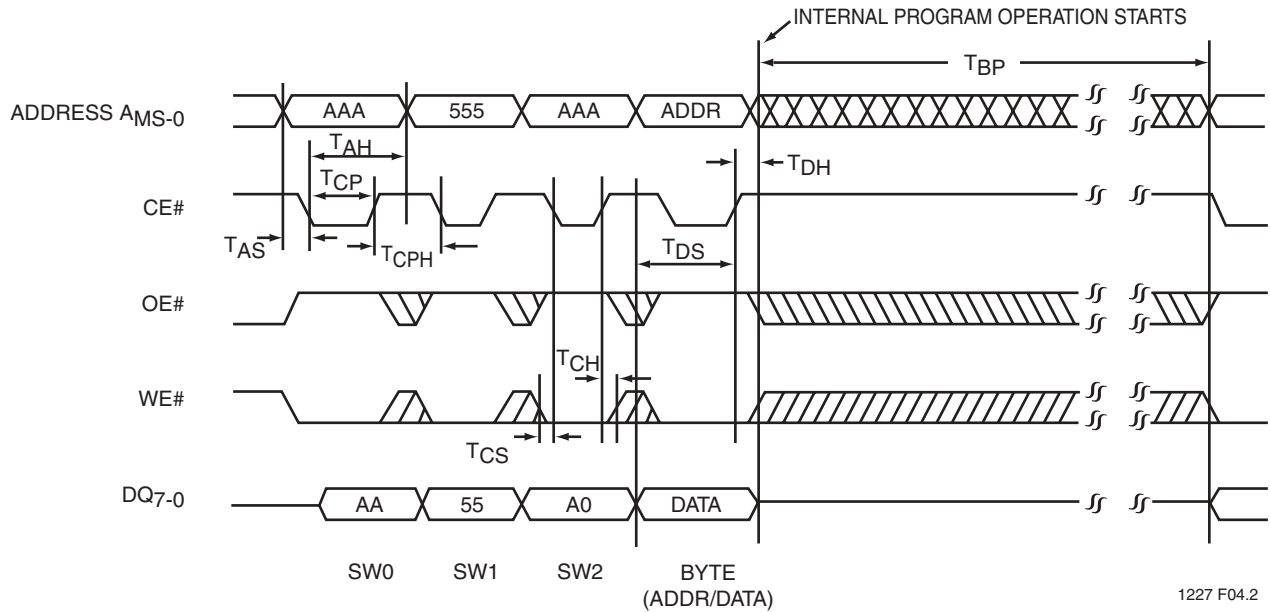 INTERNAL PROGRAM OPERATION STARTS
TBP
ADDRESS AMS-0
AAA
555
AAA
ADDR
TAH
TDH
TCP
CE#
TAS
TCPH
TDS
OE#
TCH
WE#
TCS
DQ7-0
AA
55
A0
DATA
SW0
SW1
SW2
BYTE
(ADDR/DATA)
1227 F04.2